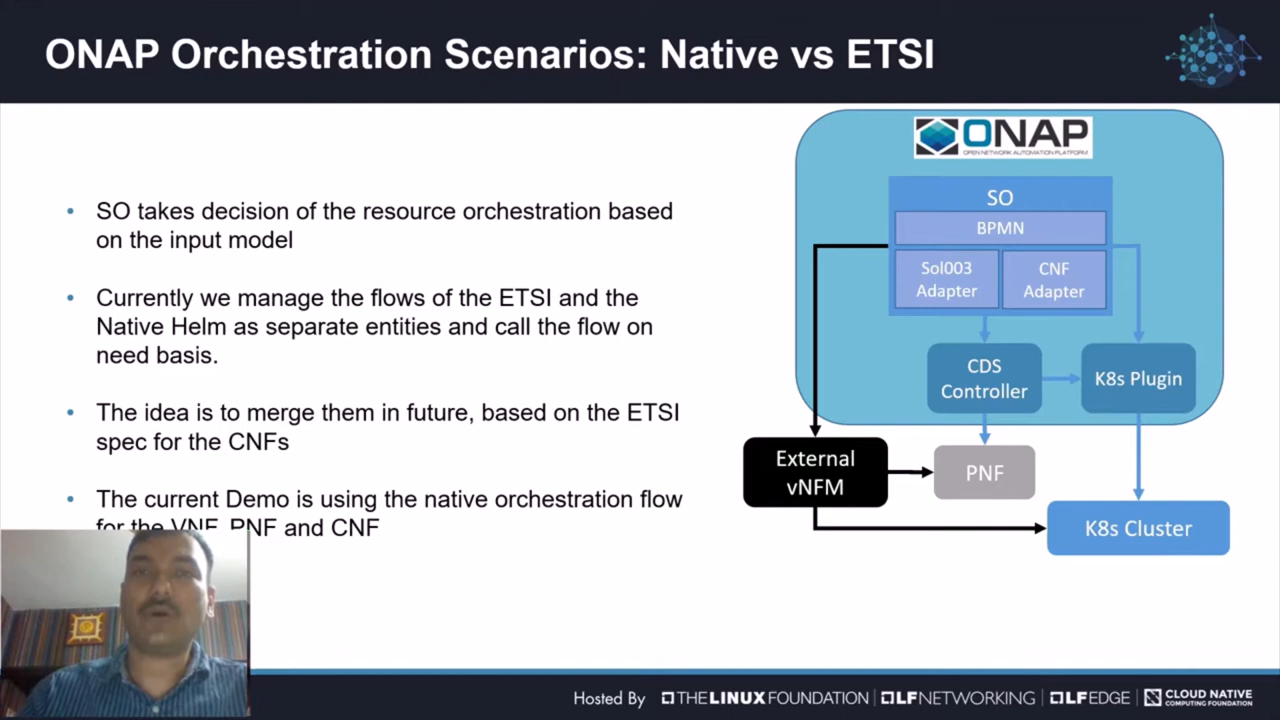 ONAP Orchestration Scenarios: Native vs ETSI
SO takes decision of the resource orchestration based
on the input model
Currently we manage the flows of the ETSI and the
Native Helm as separate entities and call the flow on
need basis.
The idea is to merge them in future, based on the ETSI
spec for the CNFs
The current Demo is using the native orchestration flow
for the VNF, PNF and CNF
ONAP
OPEN NETWORK AUTOMATION PLATFORM
SO
BPMN
Sol003
Adapter
CNF
Adapter
CDS
Controller
K8s Plugin
External
vNFM
PNF
K8s Cluster
Hosted By
THE LINUX FOUNDATION
LF NETWORKING
LF EDGE
CLOUD NATIVE
COMPUTING FOUNDATION